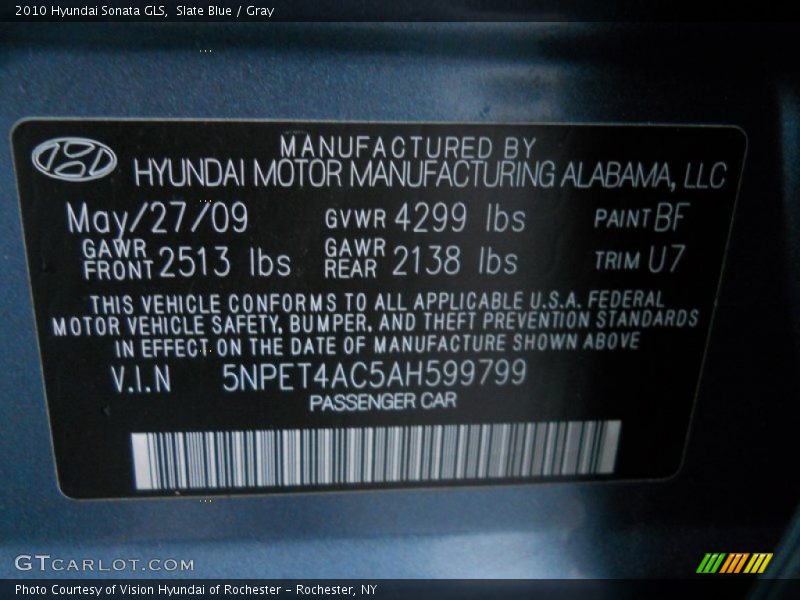 2010 Hyundai Sonata GLS, Slate Blue / Gray
MANUFACTURED BY
HYUNDAI MOTOR MANUFACTURING ALABAMA, LLC
May/27/09 GVWR 4299 lbs PAINT BF
GAWR FRONT 2513 lbs GAWR REAR 2138 lbs TRIM U7
THIS VEHICLE CONFORMS TO ALL APPLICABLE U.S.A. FEDERAL
MOTOR VEHICLE SAFETY, BUMPER, AND THEFT PREVENTION STANDARDS
IN EFFECT ON THE DATE OF MANUFACTURE SHOWN ABOVE
V.I.N 5NPET4AC5AH599799
PASSENGER CAR
GTCARLOT.COM
Photo Courtesy of Vision Hyundai of Rochester - Rochester, NY